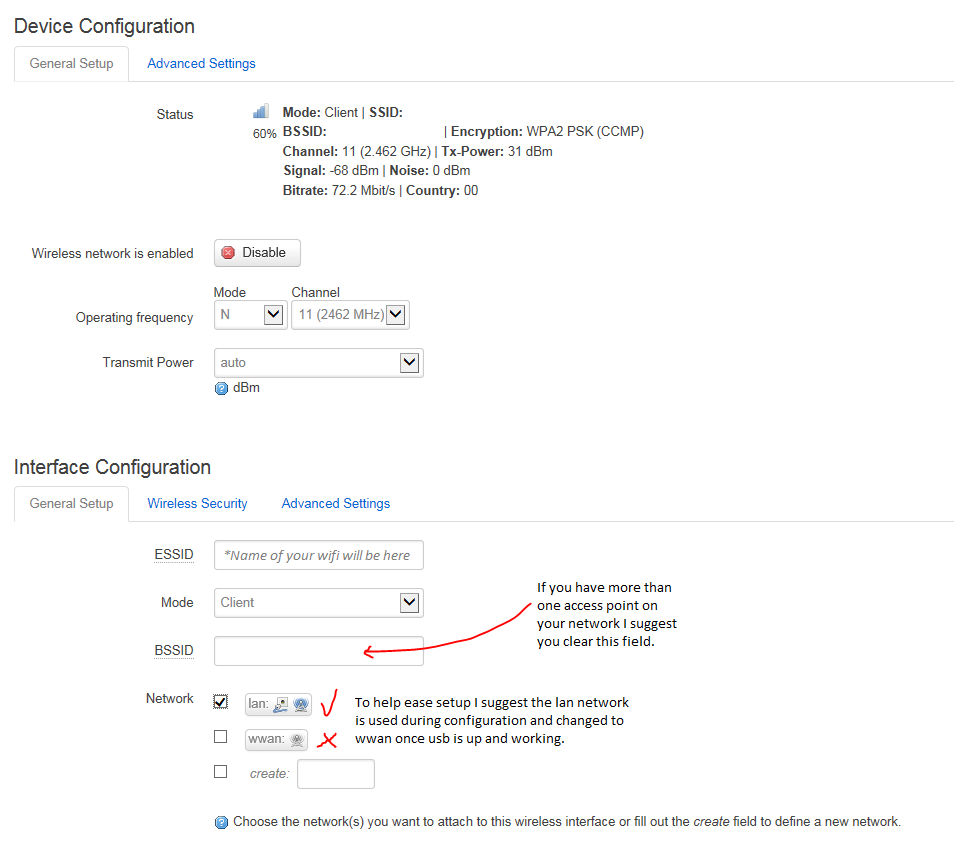 Device Configuration
General Setup
Advanced Settings
Status
Mode: Client | SSID:
60% BSSID: | Encryption: WPA2 PSK (CCMP)
Channel: 11 (2.462 GHz) | Tx-Power: 31 dBm
Signal: -68 dBm | Noise: 0 dBm
Bitrate: 72.2 Mbit/s | Country: 00
Wireless network is enabled
Disable
Mode
Channel
Operating frequency
N
11 (2462 MHz)
Transmit Power
auto
dBm
Interface Configuration
General Setup
Wireless Security
Advanced Settings
ESSID
*Name of your wifi will be here
Mode
Client
If you have more than
one access point on
your network I suggest
you clear this field.
BSSID
Network
lan:
To help ease setup I suggest the lan network
is used during configuration and changed to
wwan once usb is up and working.
wwan:
create:
Choose the network(s) you want to attach to this wireless interface or fill out the create field to define a new network.